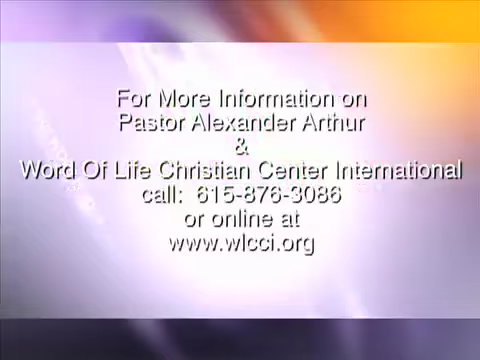 For More Information on
Pastor Alexander Arthur
&
Word Of Life Christian Center International
call:  615-876-3086
or online at
www.wlcci.org